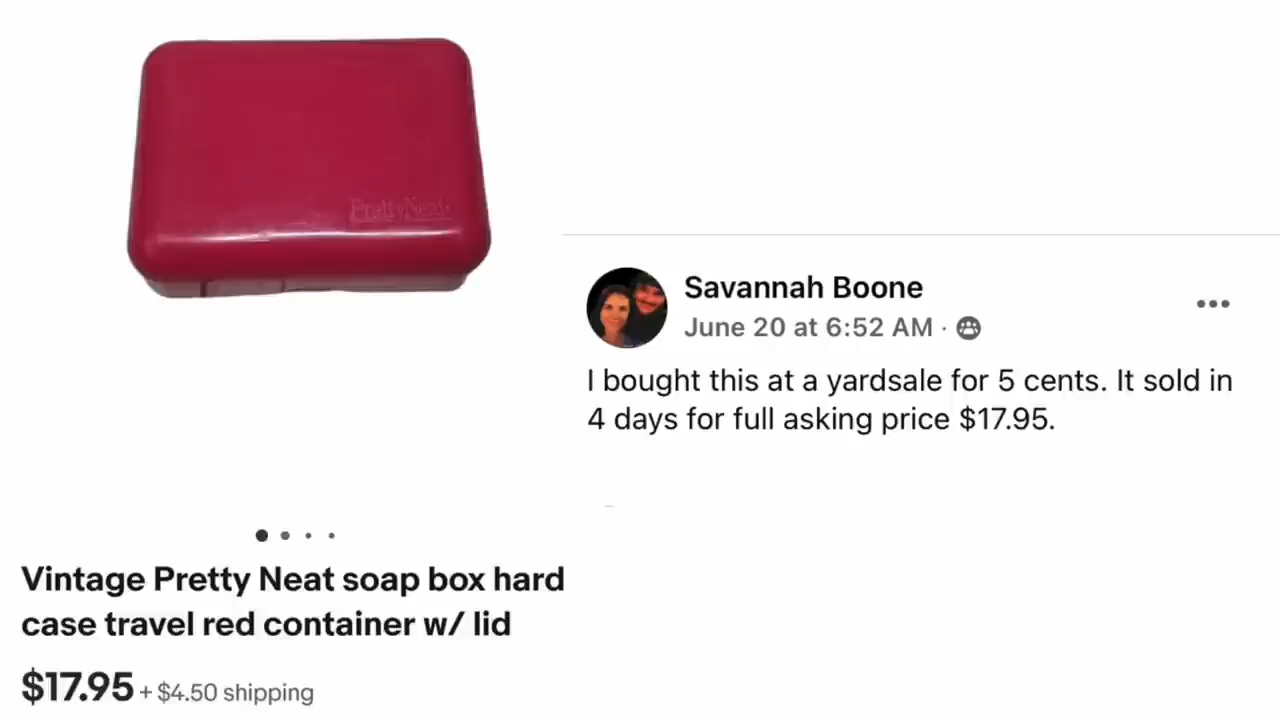 PrettyNeat
Savannah Boone
June 20 at 6:52 AM ·
I bought this at a yardsale for 5 cents. It sold in
4 days for full asking price $17.95.
Vintage Pretty Neat soap box hard
case travel red container w/ lid
$17.95 + $4.50 shipping